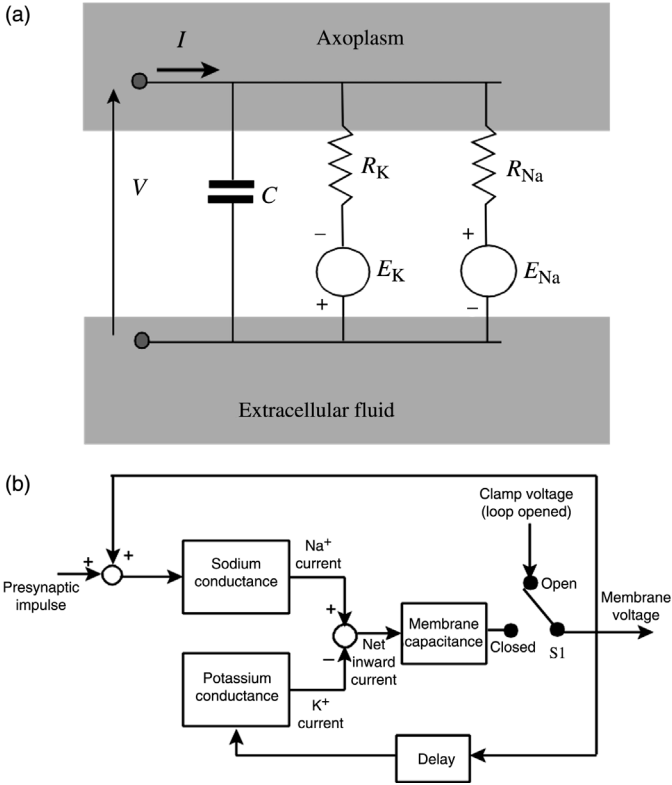 (a)
Axoplasm
I
V
C
R_K
R_Na
–
+
E_K
+
–
E_Na
Extracellular fluid
(b)
Clamp voltage
(loop opened)
+
+
Presynaptic
impulse
Sodium
conductance
Na⁺
current
Open
Membrane
voltage
+
Membrane
capacitance
Closed
S1
–
Net
inward
current
Potassium
conductance
K⁺
current
Delay